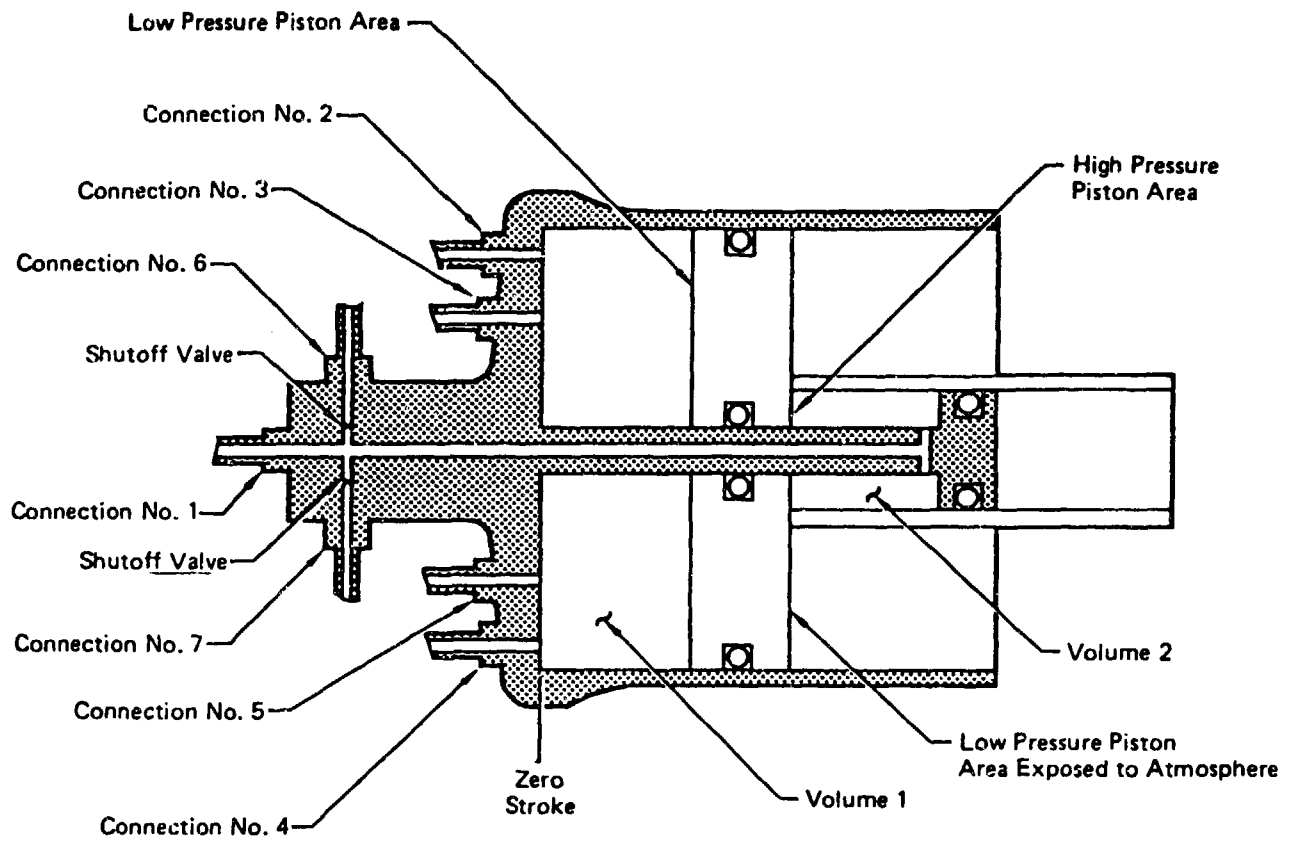 Low Pressure Piston Area
Connection No. 2
Connection No. 3
Connection No. 6
Shutoff Valve
Connection No. 1
Shutoff Valve
Connection No. 7
Connection No. 5
Connection No. 4
Zero
Stroke
High Pressure
Piston Area
Volume 2
Low Pressure Piston
Area Exposed to Atmosphere
Volume 1